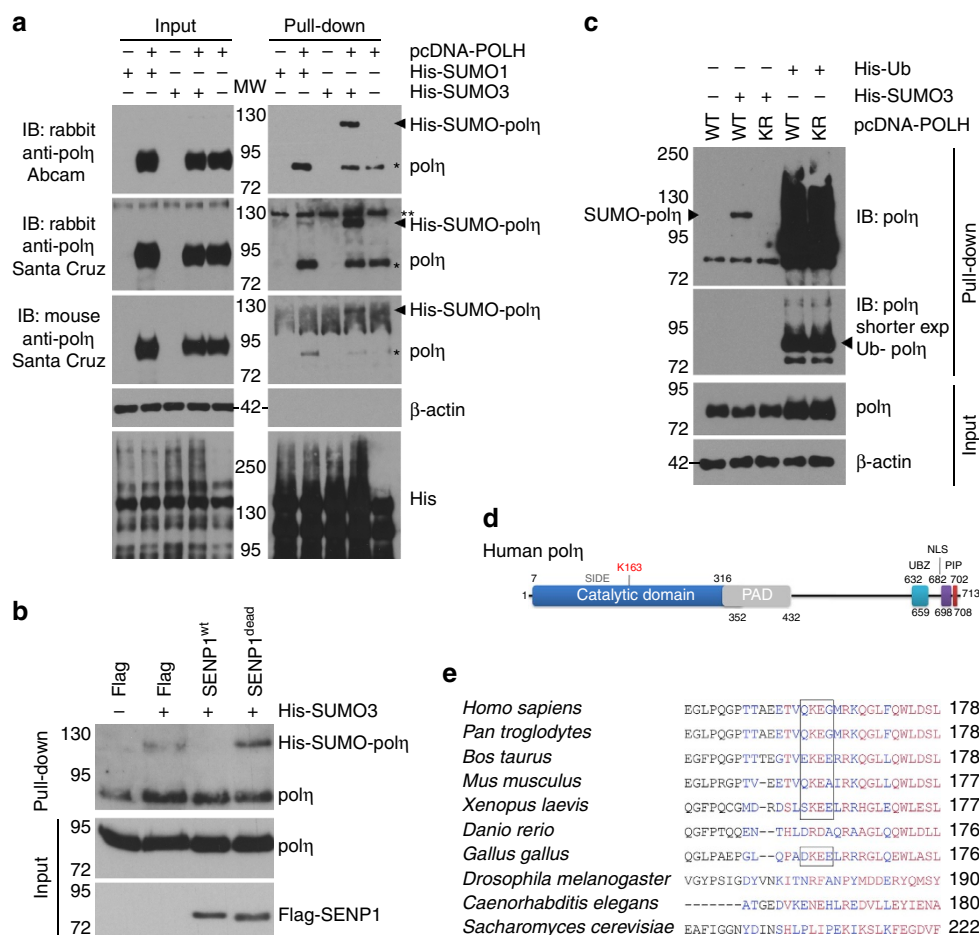 a
Input
Pull-down
– + – + + – + – + – pcDNA-POLH
+ + – – – + + – – – His-SUMO1
– – + + – MW – – + + – His-SUMO3
IB: rabbit
anti-polη
Abcam
130
95
72
His-SUMO-polη
polη
*
IB: rabbit
anti-polη
Santa Cruz
130
95
72
**
His-SUMO-polη
polη
*
IB: mouse
anti-polη
Santa Cruz
130
95
72
His-SUMO-polη
polη
*
42
β-actin
250
130
95
His
b
Flag
Flag
SENP1wt
SENP1dead
– + + + His-SUMO3
Pull-down
130
95
His-SUMO-polη
polη
Input
95
72
polη
95
72
Flag-SENP1
c
– – – + + His-Ub
– + + – – His-SUMO3
WT WT KR WT KR pcDNA-POLH
250
130
95
72
SUMO-polη
IB: polη
Pull-down
95
72
IB: polη
shorter exp
Ub- polη
95
72
polη
Input
42
β-actin
d
Human polη
K163
SIDE
7
316
NLS
UBZ
PIP
632
682
702
1
Catalytic domain
PAD
713
352
432
659
698
708
e
Homo sapiens EGLPQGPTTAEETVQKEGMRKQGLFQWLDSL 178
Pan troglodytes EGLPQGPTTAEETVQKEGMRKQGLLQWLDSL 178
Bos taurus EGLPQGPTTEGTVEKEERRKQGLLQWLDSL 178
Mus musculus EGLPRGPTV-EETVQKEAIRKQGLLQWLDSL 177
Xenopus laevis QGFPQCGMD-RDSLSKEELRRHGLEQWLESL 177
Danio rerio QGFPTQQEN--THLDRDAQRAAGLQQWLDLL 176
Gallus gallus QGLPAEPGL--QPADKEELRRRGLQEWLASL 176
Drosophila melanogaster VGYPSIGDYVNKITNRFANPYMDDERYQMSY 190
Caenorhabditis elegans -------ATGEDVKENEHLREDVLLEYIENA 180
Sacharomyces cerevisiae EAFIGGNYDINSHLPLIPEKIKSLKFEGDVF 222